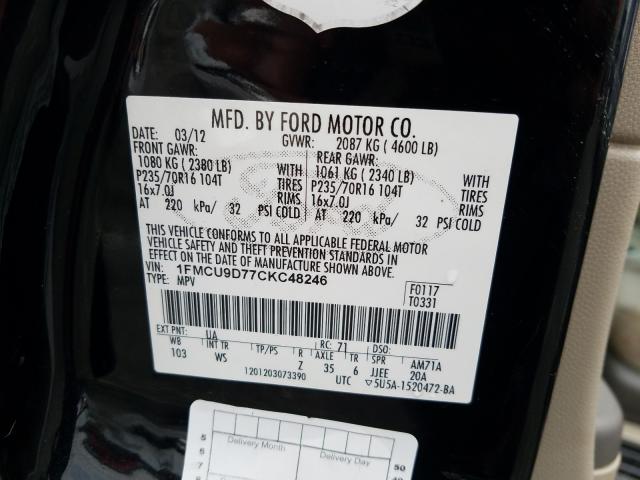 MFD. BY FORD MOTOR CO.
DATE: 03/12 GVWR: 2087 KG ( 4600 LB)
FRONT GAWR: REAR GAWR:
1080 KG ( 2380 LB) WITH 1061 KG ( 2340 LB) WITH
P235/70R16 104T TIRES P235/70R16 104T TIRES
16x7.0J RIMS 16x7.0J RIMS
AT 220 kPa/ 32 PSI COLD AT 220 kPa/ 32 PSI COLD
THIS VEHICLE CONFORMS TO ALL APPLICABLE FEDERAL MOTOR
VEHICLE SAFETY AND THEFT PREVENTION STANDARDS IN
EFFECT ON THE DATE OF MANUFACTURE SHOWN ABOVE.
VIN: 1FMCU9D77CKC48246 F0117
TYPE: MPV T0331
EXT PNT: UA RC: 71 DSO:
WB INT TR TP/PS R AXLE TR SPR AM71A
103 WS Z 35 6 JJEE 20A
1201203073390 UTC ▽5U5A-1520472-BA
5
6 Delivery Month Delivery Day 50
7